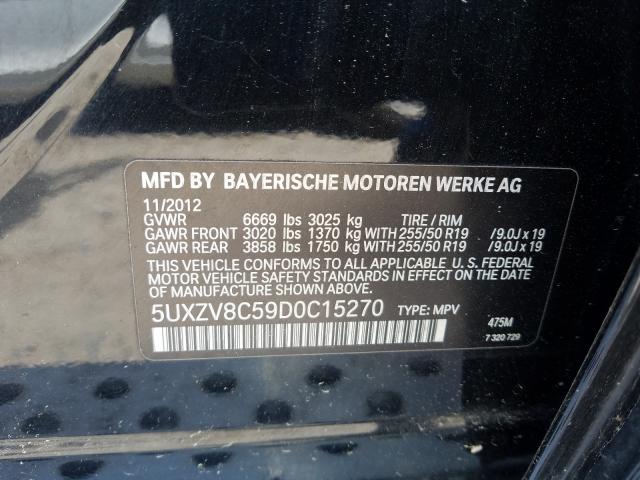 MFD BY BAYERISCHE MOTOREN WERKE AG
11/2012
GVWR 6669 lbs 3025 kg TIRE / RIM
GAWR FRONT 3020 lbs 1370 kg WITH 255/50 R19 /9.0J x 19
GAWR REAR 3858 lbs 1750 kg WITH 255/50 R19 /9.0J x 19
THIS VEHICLE CONFORMS TO ALL APPLICABLE U. S. FEDERAL
MOTOR VEHICLE SAFETY STANDARDS IN EFFECT ON THE
DATE OF MANUFACTURE SHOWN ABOVE.
5UXZV8C59D0C15270 TYPE: MPV 475M
7 320 729